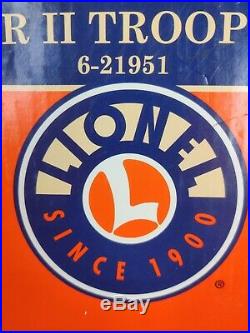 R II TROOP
6-21951
LIONEL
L
SINCE 1900
®